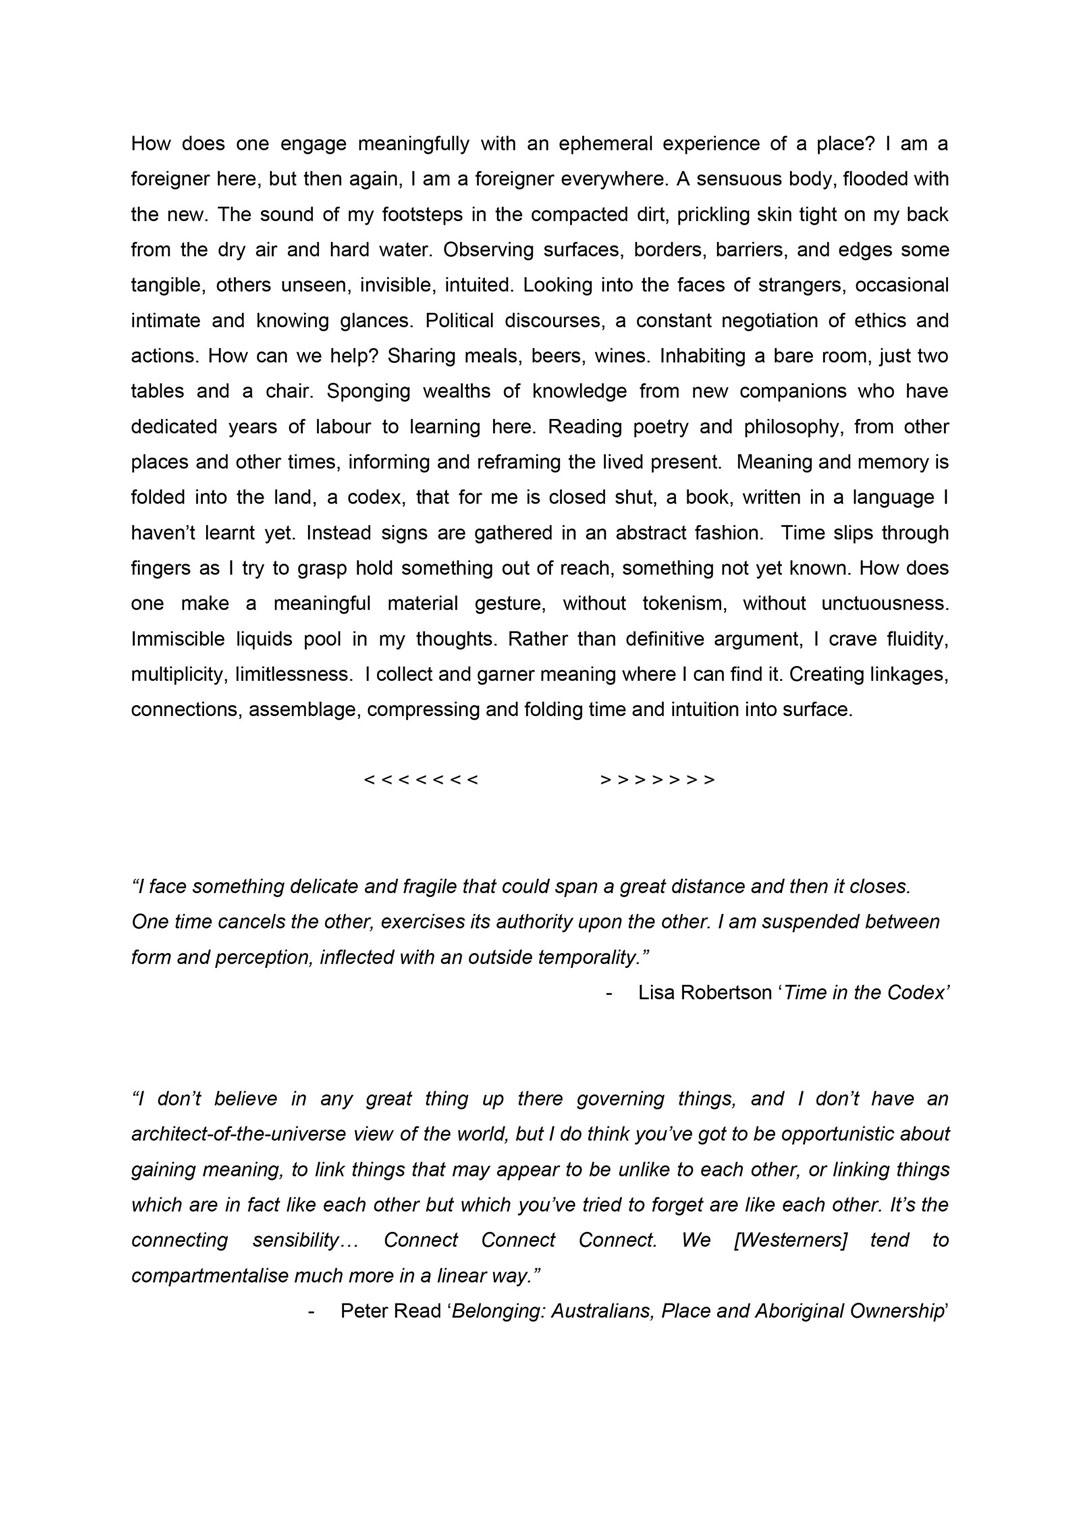 How does one engage meaningfully with an ephemeral experience of a place? I am a
foreigner here, but then again, I am a foreigner everywhere. A sensuous body, flooded with
the new. The sound of my footsteps in the compacted dirt, prickling skin tight on my back
from the dry air and hard water. Observing surfaces, borders, barriers, and edges some
tangible, others unseen, invisible, intuited. Looking into the faces of strangers, occasional
intimate and knowing glances. Political discourses, a constant negotiation of ethics and
actions. How can we help? Sharing meals, beers, wines. Inhabiting a bare room, just two
tables and a chair. Sponging wealths of knowledge from new companions who have
dedicated years of labour to learning here. Reading poetry and philosophy, from other
places and other times, informing and reframing the lived present.  Meaning and memory is
folded into the land, a codex, that for me is closed shut, a book, written in a language I
haven’t learnt yet. Instead signs are gathered in an abstract fashion.  Time slips through
fingers as I try to grasp hold something out of reach, something not yet known. How does
one make a meaningful material gesture, without tokenism, without unctuousness.
Immiscible liquids pool in my thoughts. Rather than definitive argument, I crave fluidity,
multiplicity, limitlessness.  I collect and garner meaning where I can find it. Creating linkages,
connections, assemblage, compressing and folding time and intuition into surface.
< < < < < < < > > > > > > >
“I face something delicate and fragile that could span a great distance and then it closes.
One time cancels the other, exercises its authority upon the other. I am suspended between
form and perception, inflected with an outside temporality.”
- Lisa Robertson ‘Time in the Codex’
“I don’t believe in any great thing up there governing things, and I don’t have an
architect-of-the-universe view of the world, but I do think you’ve got to be opportunistic about
gaining meaning, to link things that may appear to be unlike to each other, or linking things
which are in fact like each other but which you’ve tried to forget are like each other. It’s the
connecting sensibility… Connect Connect Connect. We [Westerners] tend to
compartmentalise much more in a linear way.”
- Peter Read ‘Belonging: Australians, Place and Aboriginal Ownership’